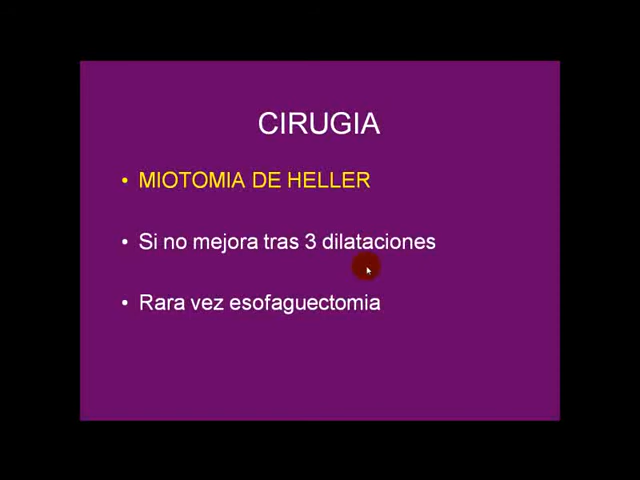 CIRUGIA
• MIOTOMIA DE HELLER
• Si no mejora tras 3 dilataciones
• Rara vez esofaguectomia